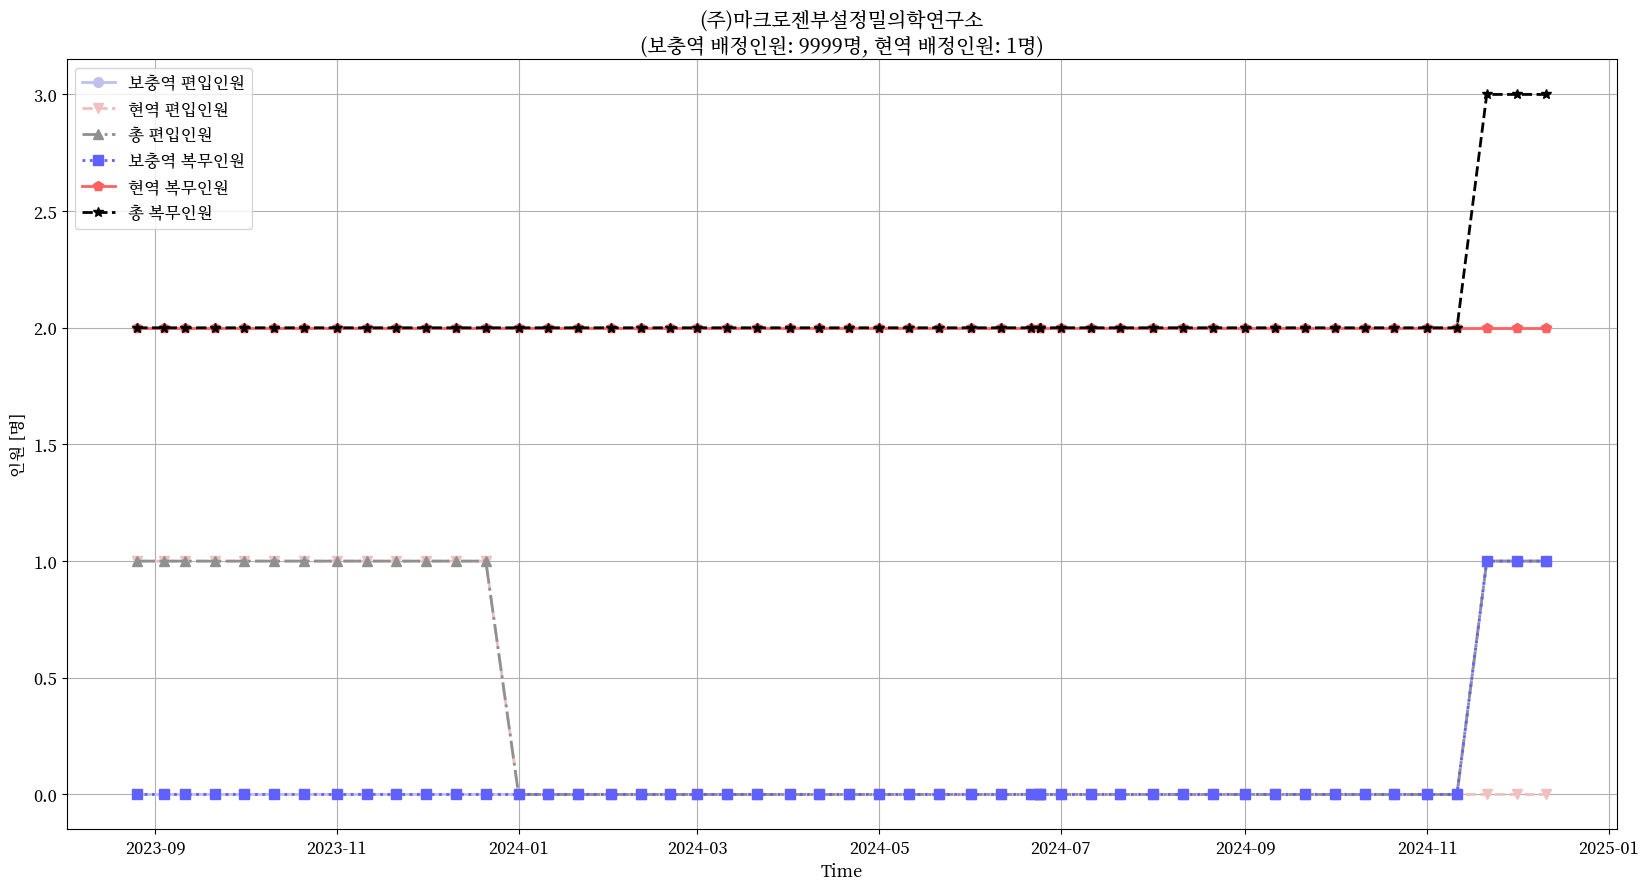 (주)마크로젠부설정밀의학연구소
(보충역 배정인원: 9999명, 현역 배정인원: 1명)
보충역 편입인원
현역 편입인원
총 편입인원
보충역 복무인원
현역 복무인원
총 복무인원
3.0
2.5
2.0
1.5
1.0
0.5
0.0
인원 [명]
2023-09
2023-11
2024-01
2024-03
2024-05
2024-07
2024-09
2024-11
2025-01
Time